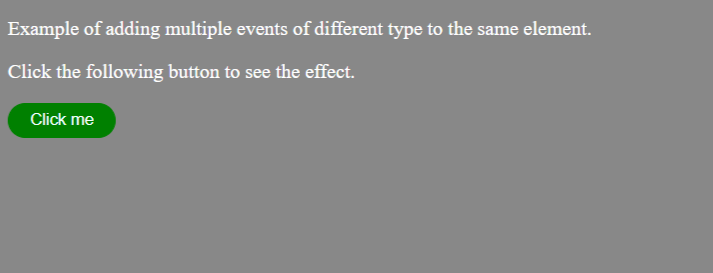 Example of adding multiple events of different type to the same element.
Click the following button to see the effect.
Click me